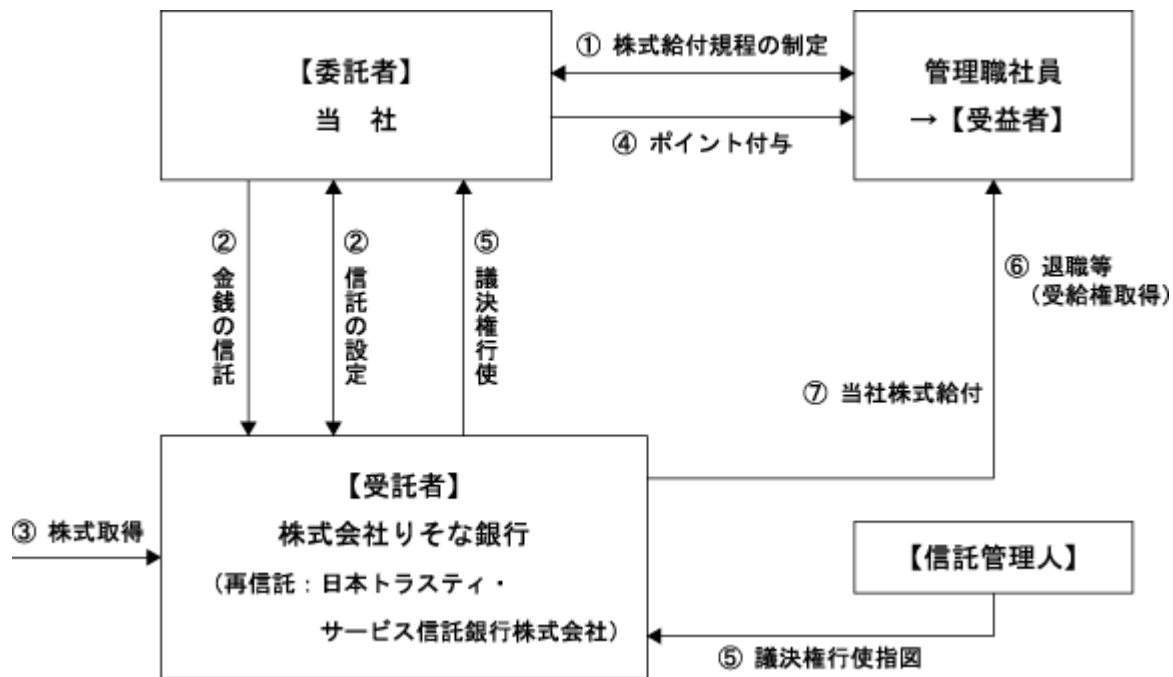 ① 株式給付規程の制定
【委託者】
当　社
管理職社員
→【受益者】
④ ポイント付与
② 金銭の信託
② 信託の設定
⑤ 議決権行使
⑥ 退職等
（受給権取得）
⑦ 当社株式給付
【受託者】
株式会社りそな銀行
（再信託：日本トラスティ・
サービス信託銀行株式会社）
③ 株式取得
【信託管理人】
⑤ 議決権行使指図